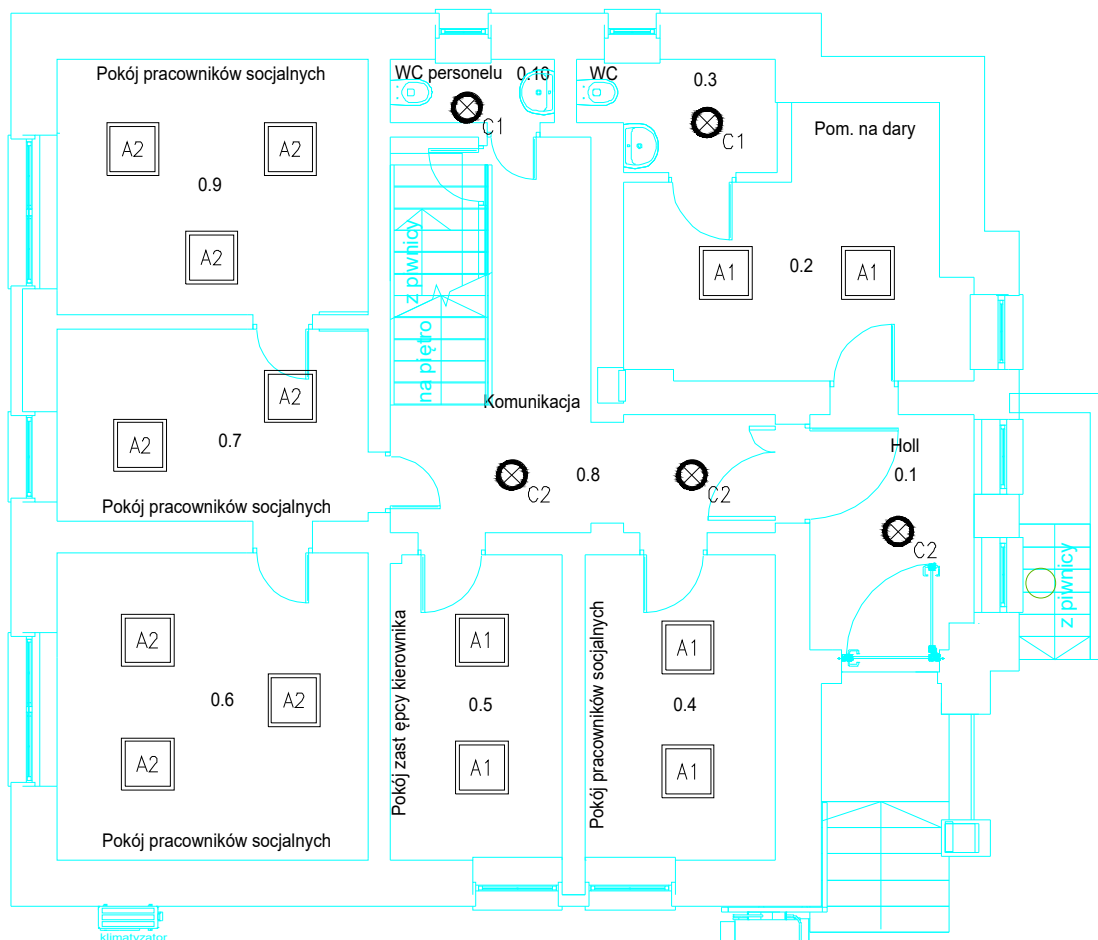 Pokój pracowników socjalnych
WC personelu
0.10
WC
0.3
C1
C1
Pom. na dary
A2
A2
0.9
A2
z piwnicy
na piętro
A1
0.2
A1
A2
A2
0.7
Pokój pracowników socjalnych
Komunikacja
0.8
C2
C2
Holl
0.1
C2
z piwnicy
A2
0.6
A2
A2
Pokój pracowników socjalnych
Pokój zast ępcy kierownika
A1
0.5
A1
Pokój pracowników socjalnych
A1
0.4
A1
klimatyzator